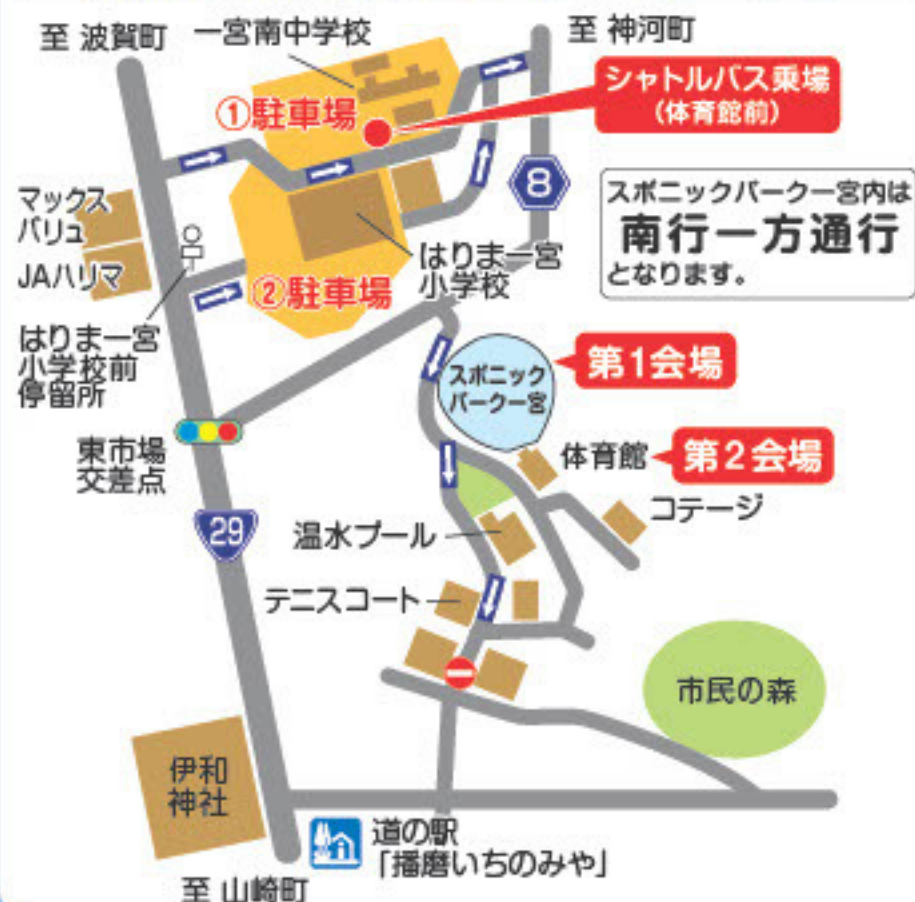 至 波賀町
一宮南中学校
至 神河町
①駐車場
シャトルバス乗場
(体育館前)
8
マックス
バリュ
JAハリマ
スポニックパーク一宮内は
南行一方通行
となります。
はりま一宮
小学校
②駐車場
はりま一宮
小学校前
停留所
スポニック
パーク一宮
第1会場
東市場
交差点
体育館
第2会場
29
温水プール
コテージ
テニスコート
市民の森
伊和
神社
道の駅
「播磨いちのみや」
至 山崎町